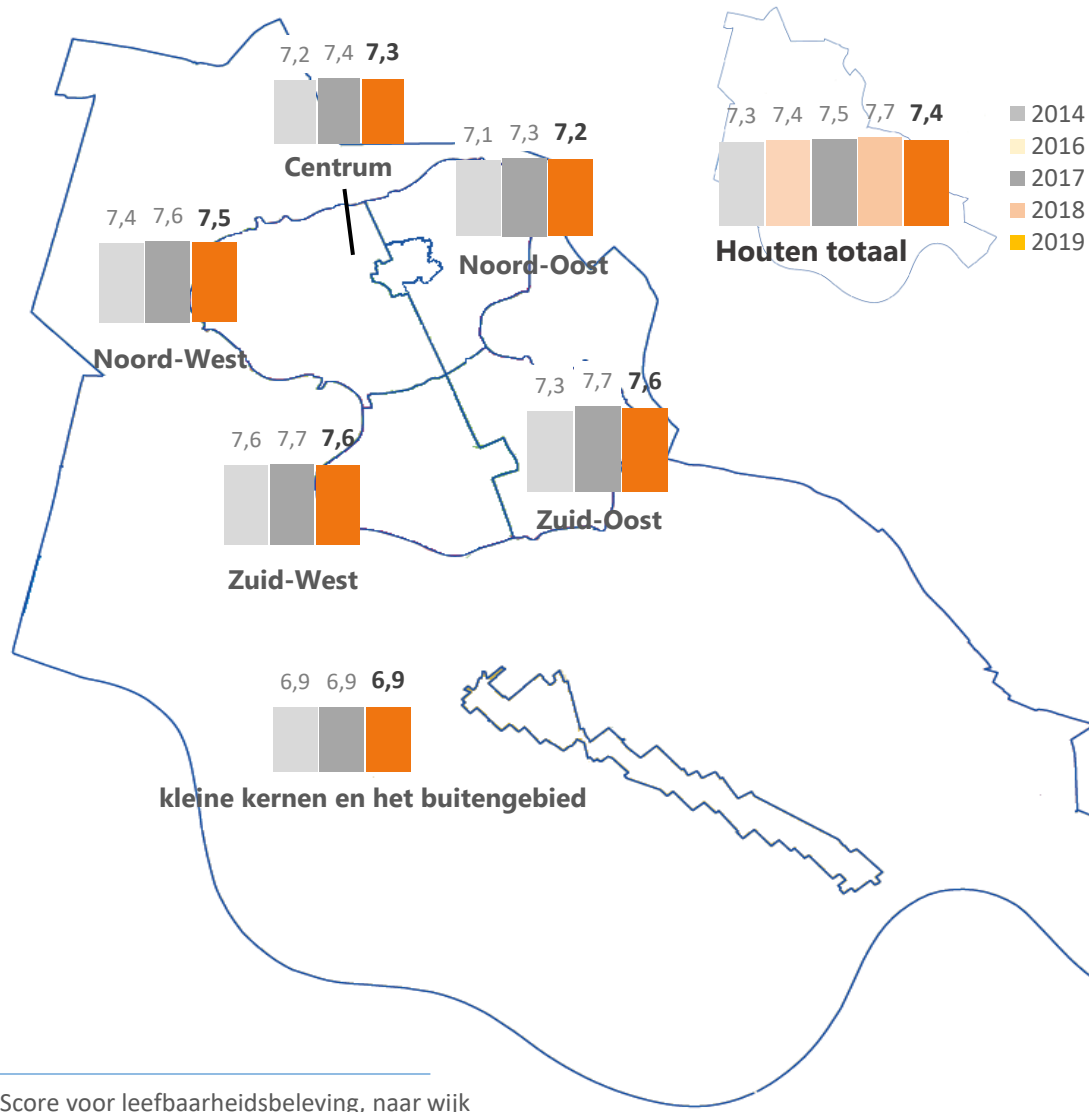 7,2 7,4 7,3
Centrum
7,1 7,3 7,2
Noord-Oost
7,3 7,4 7,5 7,7 7,4
Houten totaal
2014
2016
2017
2018
2019
7,4 7,6 7,5
Noord-West
7,3 7,7 7,6
Zuid-Oost
7,6 7,7 7,6
Zuid-West
6,9 6,9 6,9
kleine kernen en het buitengebied
Score voor leefbaarheidsbeleving, naar wijk